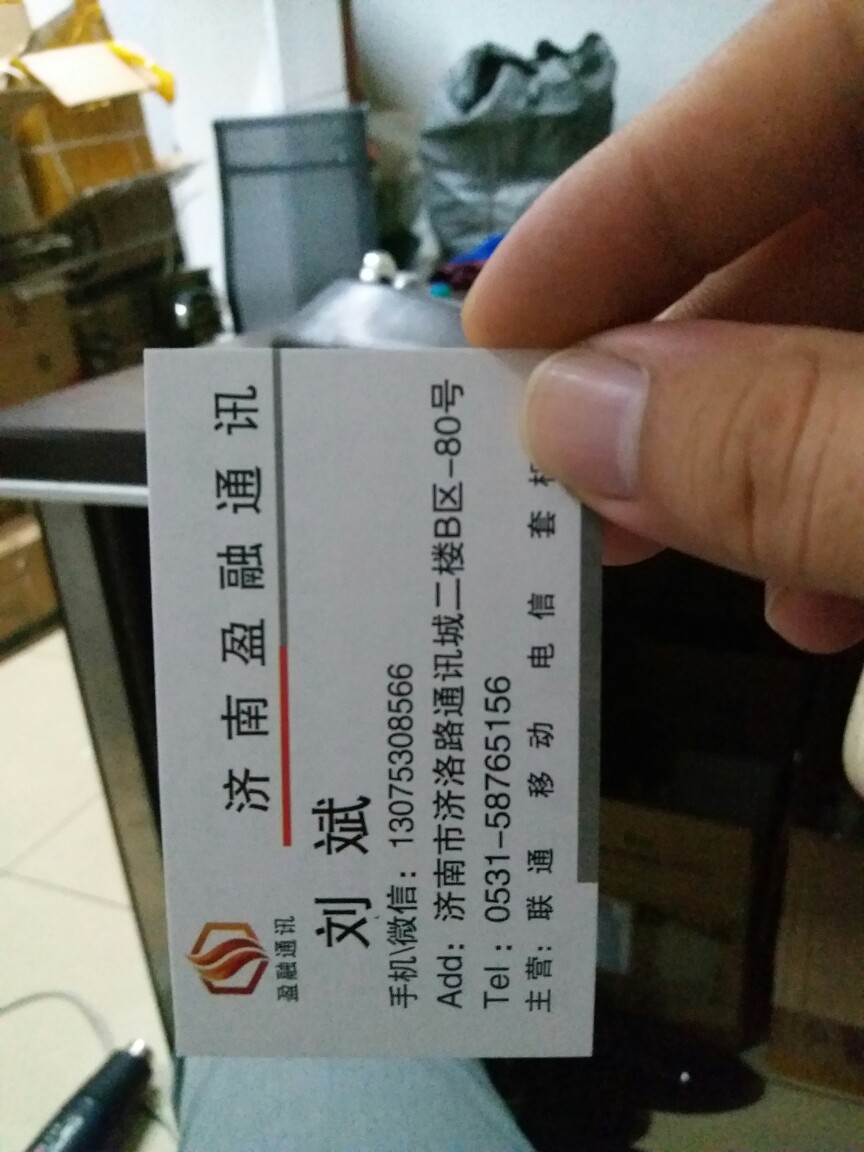 济南盈融通讯
盈融通讯
刘斌
手机\微信：13075308566
Add：济南市济洛路通讯城二楼B区-80号
Tel：0531-58765156
主营：联通 移动 电信 套